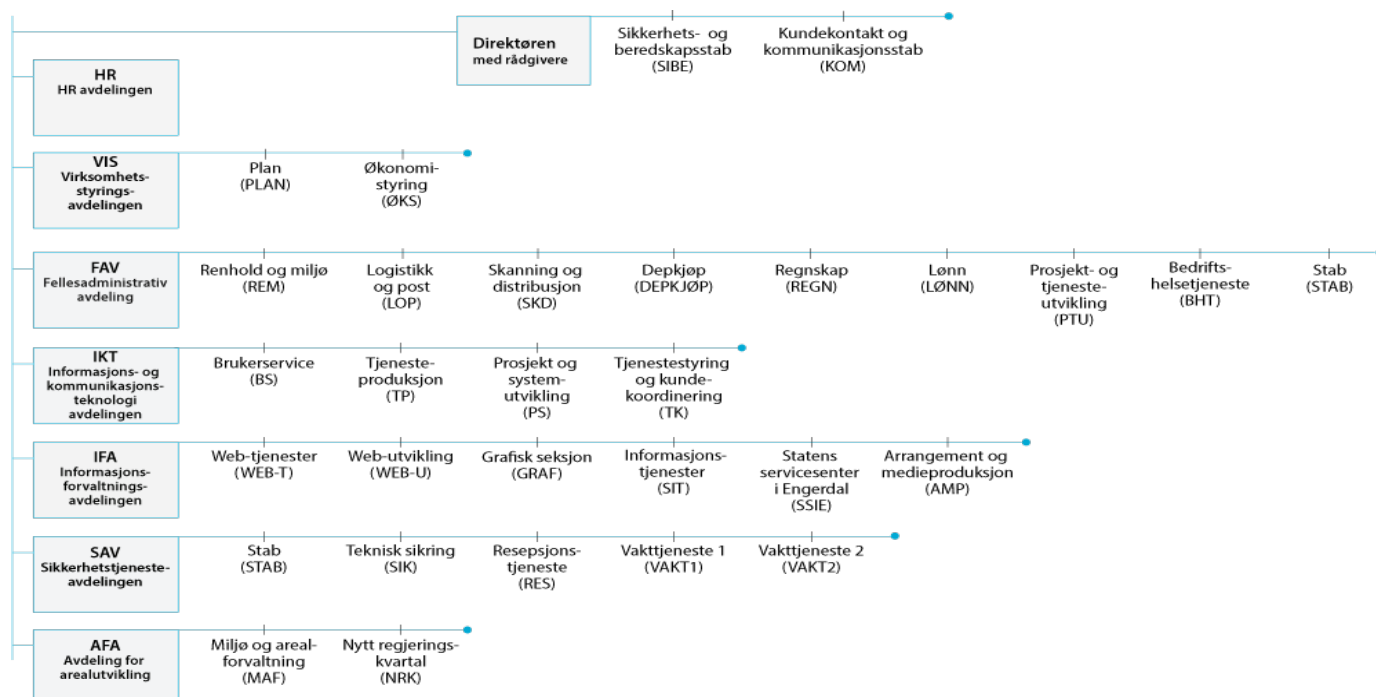 Direktøren
med rådgivere
Sikkerhets- og
beredskapsstab
(SIBE)
Kundekontakt og
kommunikasjonsstab
(KOM)
HR
HR avdelingen
VIS
Virksomhets-
styrings-
avdelingen
Plan
(PLAN)
Økonomi-
styring
(ØKS)
FAV
Fellesadministrativ
avdeling
Renhold og miljø
(REM)
Logistikk
og post
(LOP)
Skanning og
distribusjon
(SKD)
Depkjøp
(DEPKJØP)
Regnskap
(REGN)
Lønn
(LØNN)
Prosjekt- og
tjeneste-
utvikling
(PTU)
Bedrifts-
helsetjeneste
(BHT)
Stab
(STAB)
IKT
Informasjons- og
kommunikasjons-
teknologi
avdelingen
Brukerservice
(BS)
Tjeneste-
produksjon
(TP)
Prosjekt og
system-
utvikling
(PS)
Tjenestestyring
og kunde-
koordinering
(TK)
IFA
Informasjons-
forvaltnings-
avdelingen
Web-tjenester
(WEB-T)
Web-utvikling
(WEB-U)
Grafisk seksjon
(GRAF)
Informasjons-
tjenester
(SIT)
Statens
servicesenter
i Engerdal
(SSIE)
Arrangement og
medieproduksjon
(AMP)
SAV
Sikkerhetstjeneste-
avdelingen
Stab
(STAB)
Teknisk sikring
(SIK)
Resepsjons-
tjeneste
(RES)
Vakttjeneste 1
(VAKT1)
Vakttjeneste 2
(VAKT2)
AFA
Avdeling for
arealutvikling
Miljø og areal-
forvaltning
(MAF)
Nytt regjerings-
kvartal
(NRK)